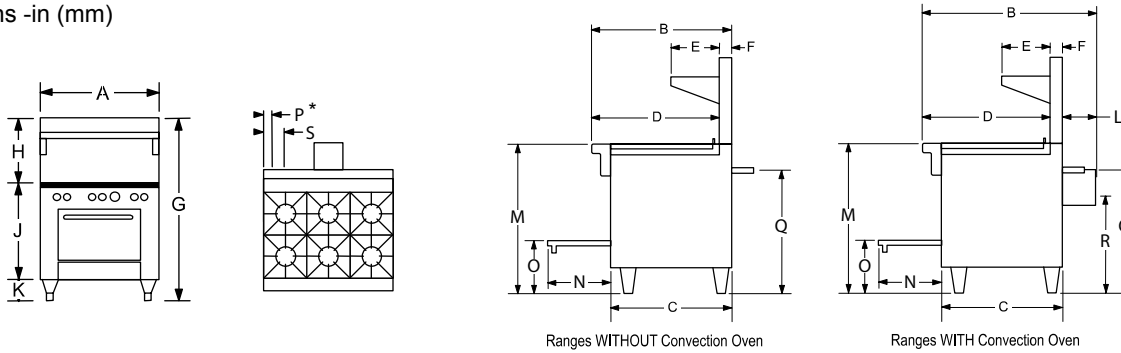 ns -in (mm)
A
H
J
K
G
P *
S
B
E
F
D
M
Q
O
N
C
Ranges WITHOUT Convection Oven
B
E
F
D
L
M
R
O
N
C
Ranges WITH Convection Oven